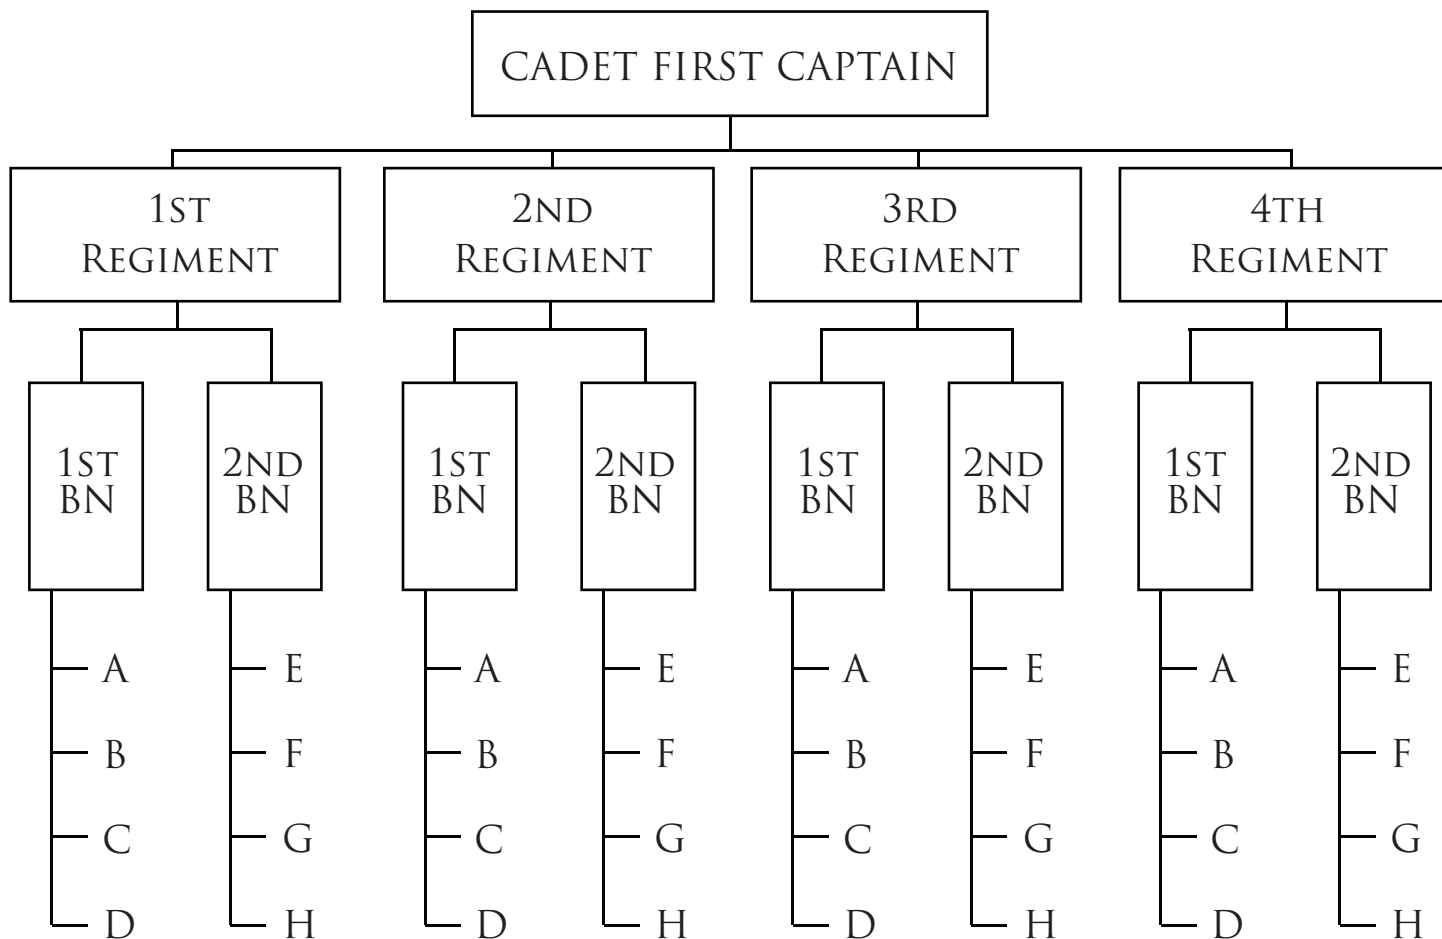 CADET FIRST CAPTAIN
1ST
REGIMENT
2ND
REGIMENT
3RD
REGIMENT
4TH
REGIMENT
1ST
BN
2ND
BN
1ST
BN
2ND
BN
1ST
BN
2ND
BN
1ST
BN
2ND
BN
A
B
C
D
E
F
G
H
A
B
C
D
E
F
G
H
A
B
C
D
E
F
G
H
A
B
C
D
E
F
G
H